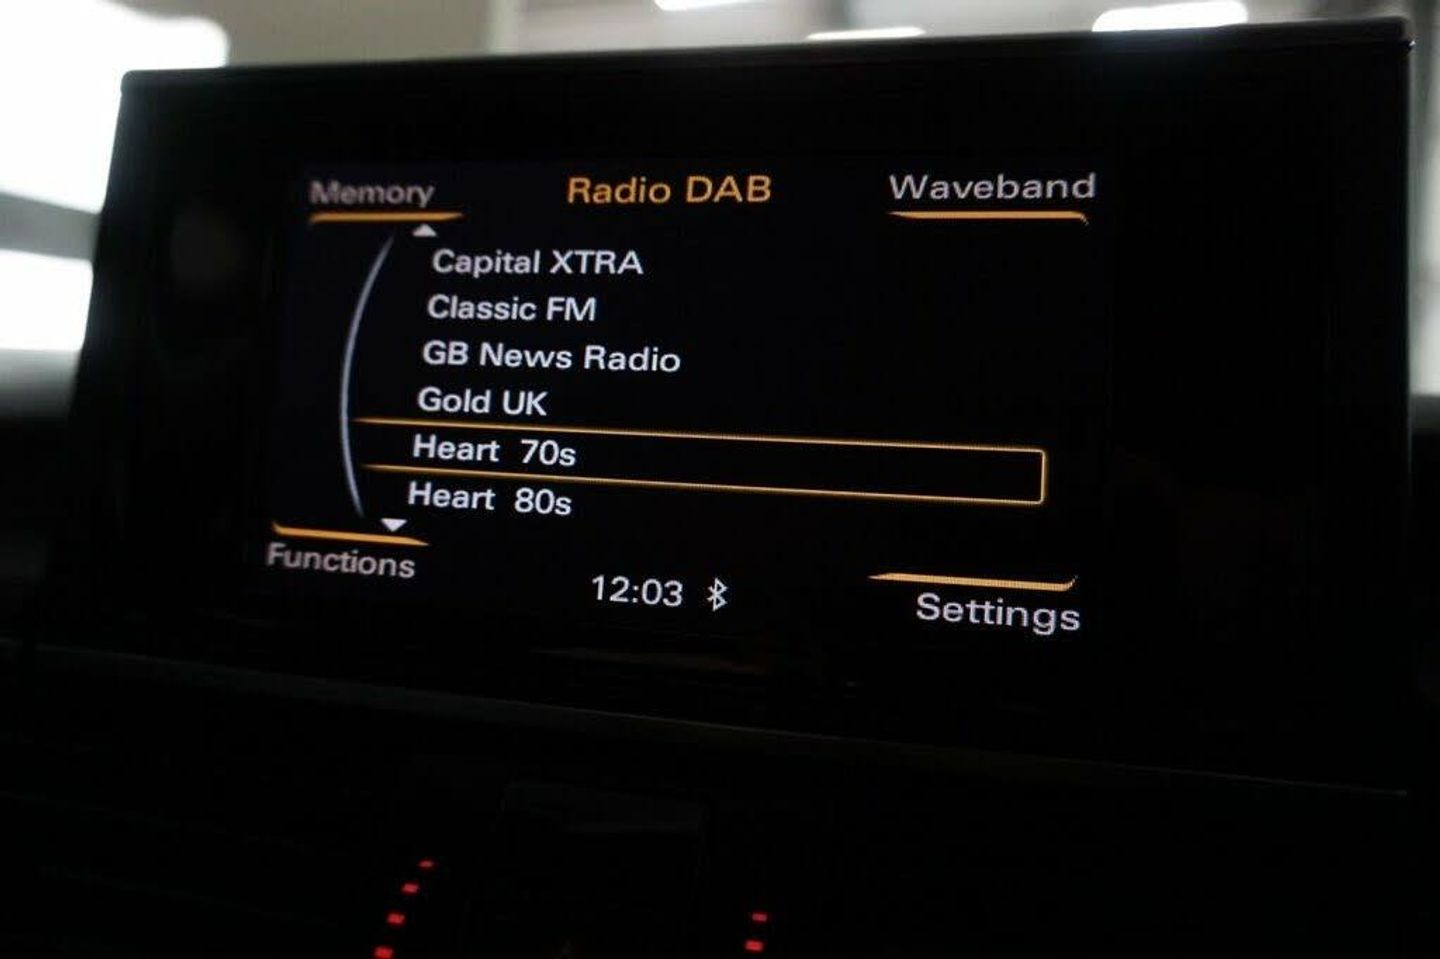 Memory Radio DAB Waveband
Capital XTRA
Classic FM
GB News Radio
Gold UK
Heart 70s
Heart 80s
Functions
12:03
Settings